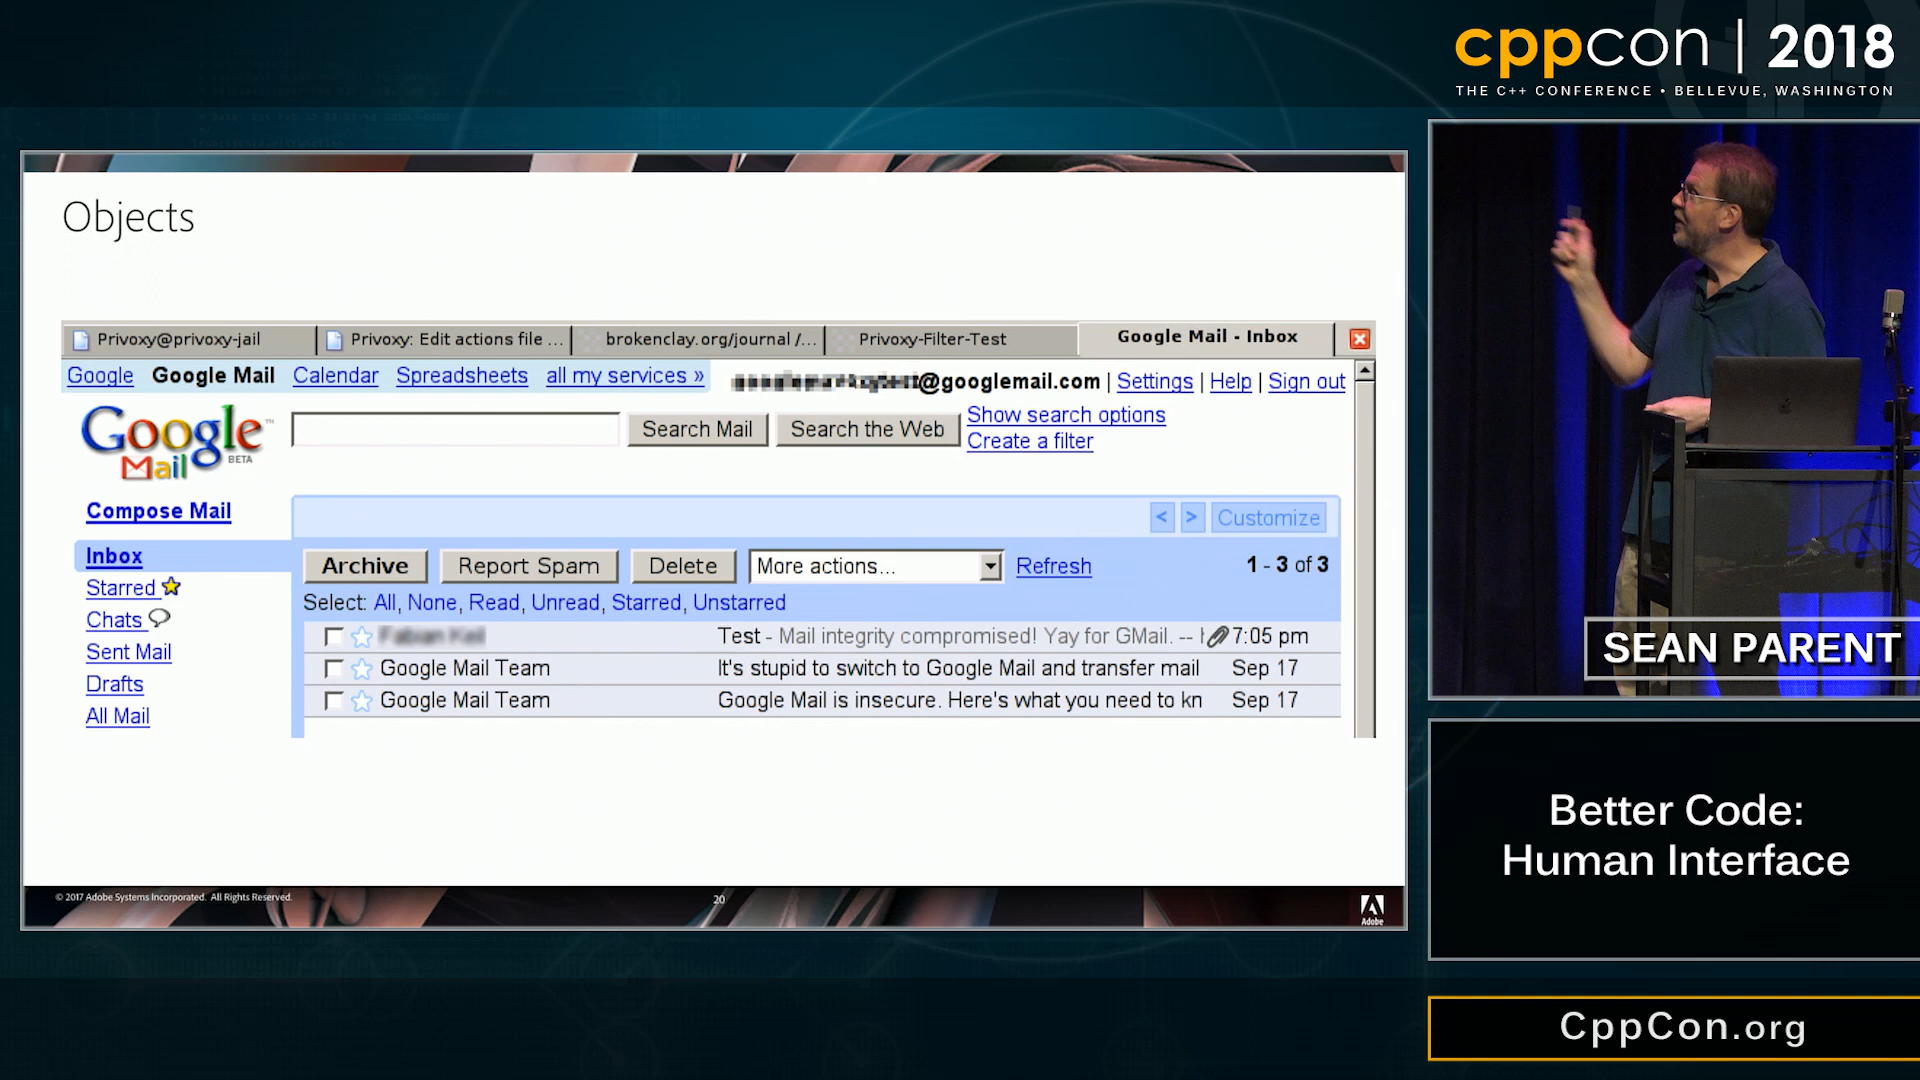 cppcon | 2018
THE C++ CONFERENCE • BELLEVUE, WASHINGTON
Objects
Privoxy@privoxy-jail
Privoxy: Edit actions file ...
brokenclay.org/journal /...
Privoxy-Filter-Test
Google Mail - Inbox
Google Google Mail Calendar Spreadsheets all my services »
@googlemail.com | Settings | Help | Sign out
Google™
Mail BETA
Search Mail
Search the Web
Show search options
Create a filter
Compose Mail
< > Customize
Inbox
Starred
Chats
Sent Mail
Drafts
All Mail
Archive
Report Spam
Delete
More actions...
Refresh
1 - 3 of 3
Select: All, None, Read, Unread, Starred, Unstarred
Test - Mail integrity compromised! Yay for GMail. -- 7:05 pm
Google Mail Team It's stupid to switch to Google Mail and transfer mail Sep 17
Google Mail Team Google Mail is insecure. Here's what you need to kn Sep 17
© 2017 Adobe Systems Incorporated. All Rights Reserved.
20
Adobe
SEAN PARENT
Better Code:
Human Interface
CppCon.org